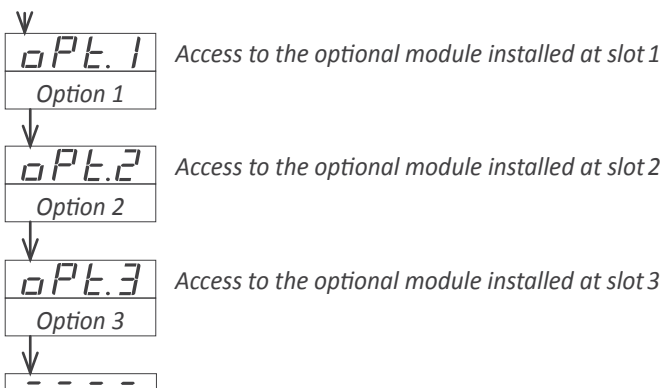 oPt.1 Access to the optional module installed at slot 1
Option 1
oPt.2 Access to the optional module installed at slot 2
Option 2
oPt.3 Access to the optional module installed at slot 3
Option 3